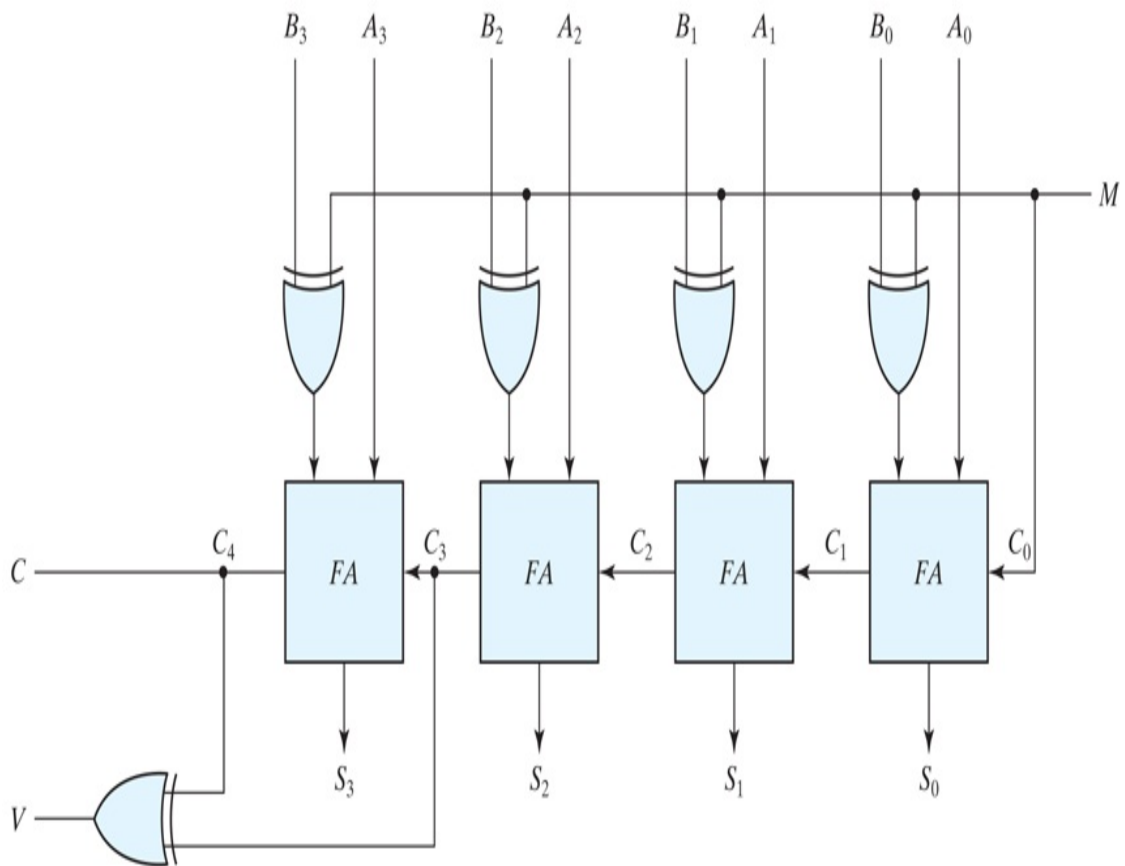 B₃ A₃ B₂ A₂ B₁ A₁ B₀ A₀
M
C₄ C₃ C₂ C₁ C₀
C FA FA FA FA
S₃ S₂ S₁ S₀
V